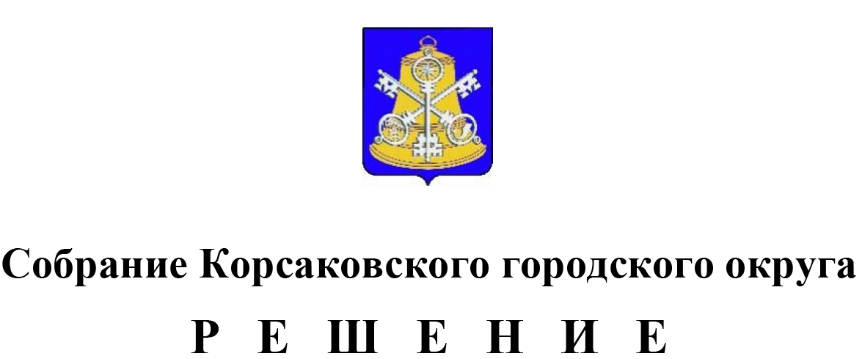 Собрание Корсаковского городского округа
Р Е Ш Е Н И Е